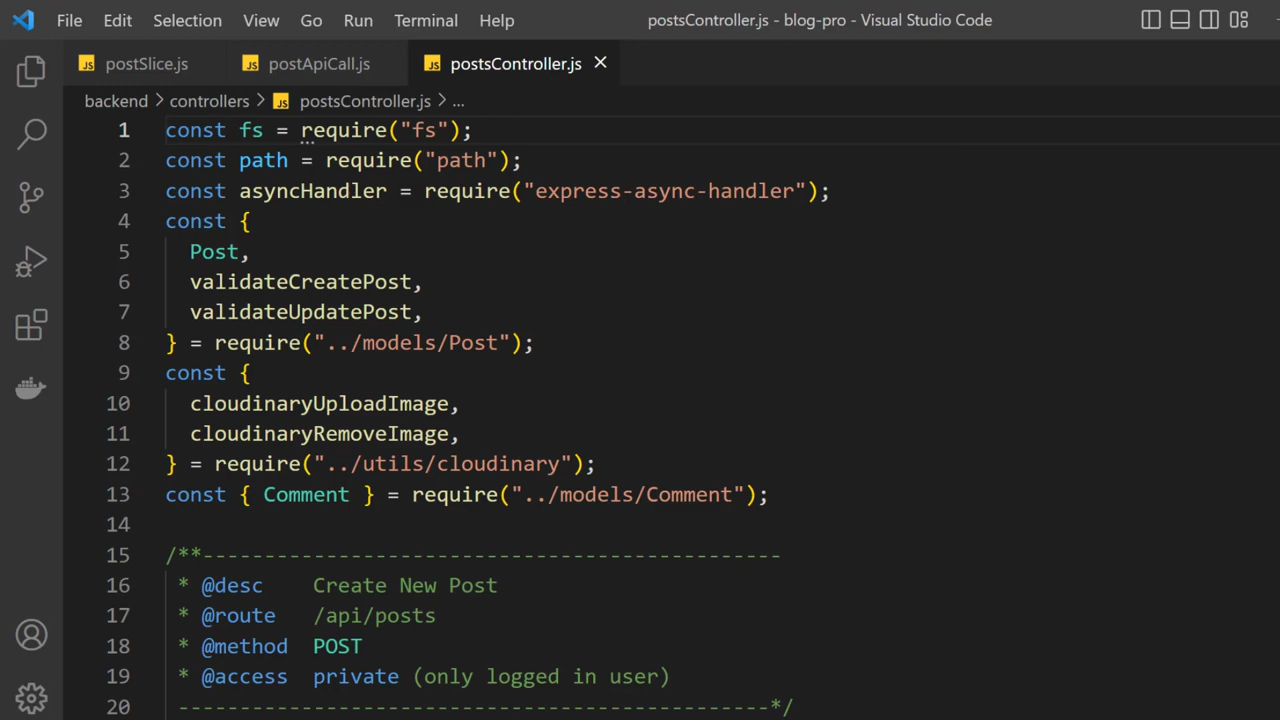 File Edit Selection View Go Run Terminal Help postsController.js - blog-pro - Visual Studio Code
JS postSlice.js JS postApiCall.js JS postsController.js
backend > controllers > JS postsController.js > ...
1 const fs = require("fs");
2 const path = require("path");
3 const asyncHandler = require("express-async-handler");
4 const {
5 Post,
6 validateCreatePost,
7 validateUpdatePost,
8 } = require("../models/Post");
9 const {
10 cloudinaryUploadImage,
11 cloudinaryRemoveImage,
12 } = require("../utils/cloudinary");
13 const { Comment } = require("../models/Comment");
14
15 /**-----------------------------------------------
16 * @desc Create New Post
17 * @route /api/posts
18 * @method POST
19 * @access private (only logged in user)
20 ------------------------------------------------*/